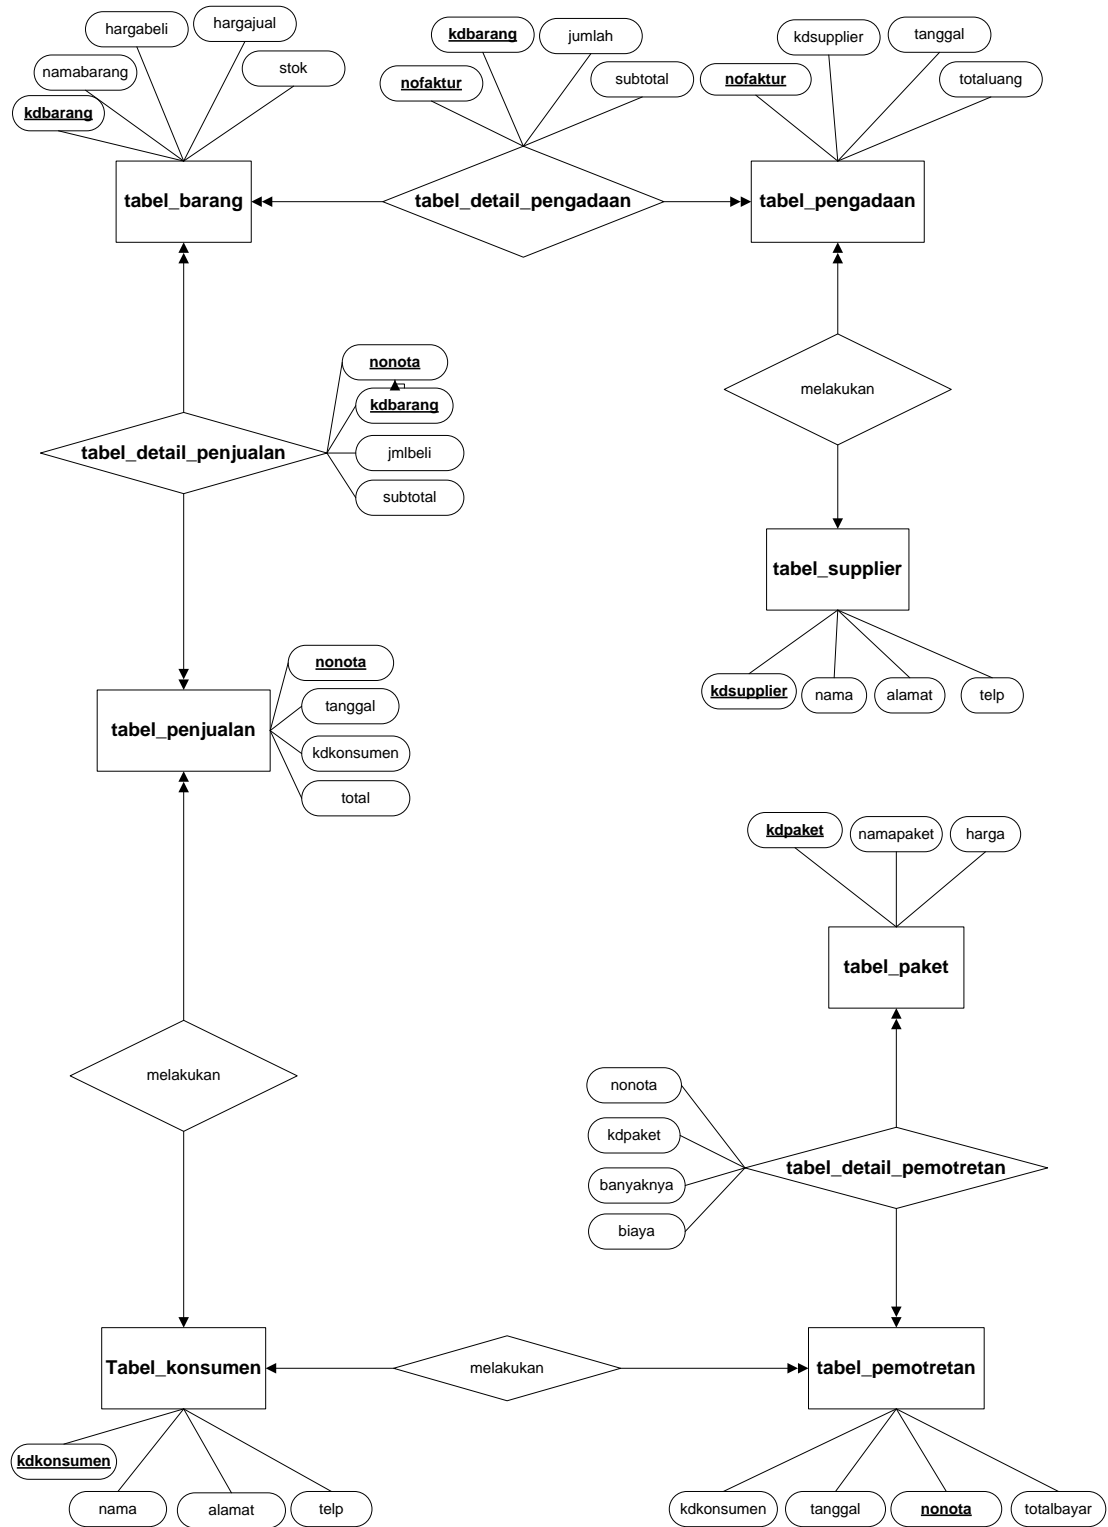 hargabeli
hargajual
namabarang
stok
kdbarang
tabel_barang
kdbarang
jumlah
nofaktur
subtotal
tabel_detail_pengadaan
kdsupplier
tanggal
nofaktur
totaluang
tabel_pengadaan
melakukan
tabel_supplier
kdsupplier
nama
alamat
telp
nonota
kdbarang
tabel_detail_penjualan
jmlbeli
subtotal
nonota
tanggal
tabel_penjualan
kdkonsumen
total
melakukan
kdpaket
namapaket
harga
tabel_paket
nonota
kdpaket
tabel_detail_pemotretan
banyaknya
biaya
Tabel_konsumen
melakukan
tabel_pemotretan
kdkonsumen
nama
alamat
telp
kdkonsumen
tanggal
nonota
totalbayar